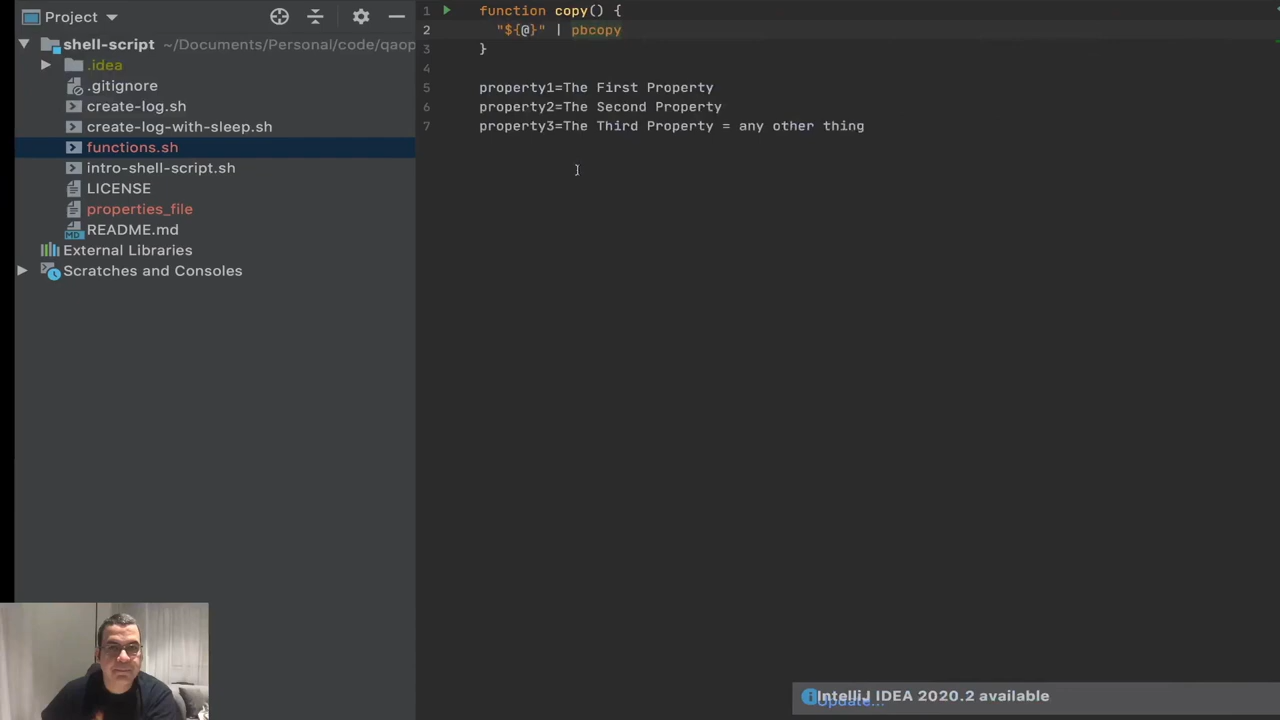 Project
shell-script ~/Documents/Personal/code/qaop
.idea
.gitignore
create-log.sh
create-log-with-sleep.sh
functions.sh
intro-shell-script.sh
LICENSE
properties_file
README.md
External Libraries
Scratches and Consoles
1 function copy() {
2 "${@}" | pbcopy
3 }
4
5 property1=The First Property
6 property2=The Second Property
7 property3=The Third Property = any other thing
IntelliJ IDEA 2020.2 available
Update...